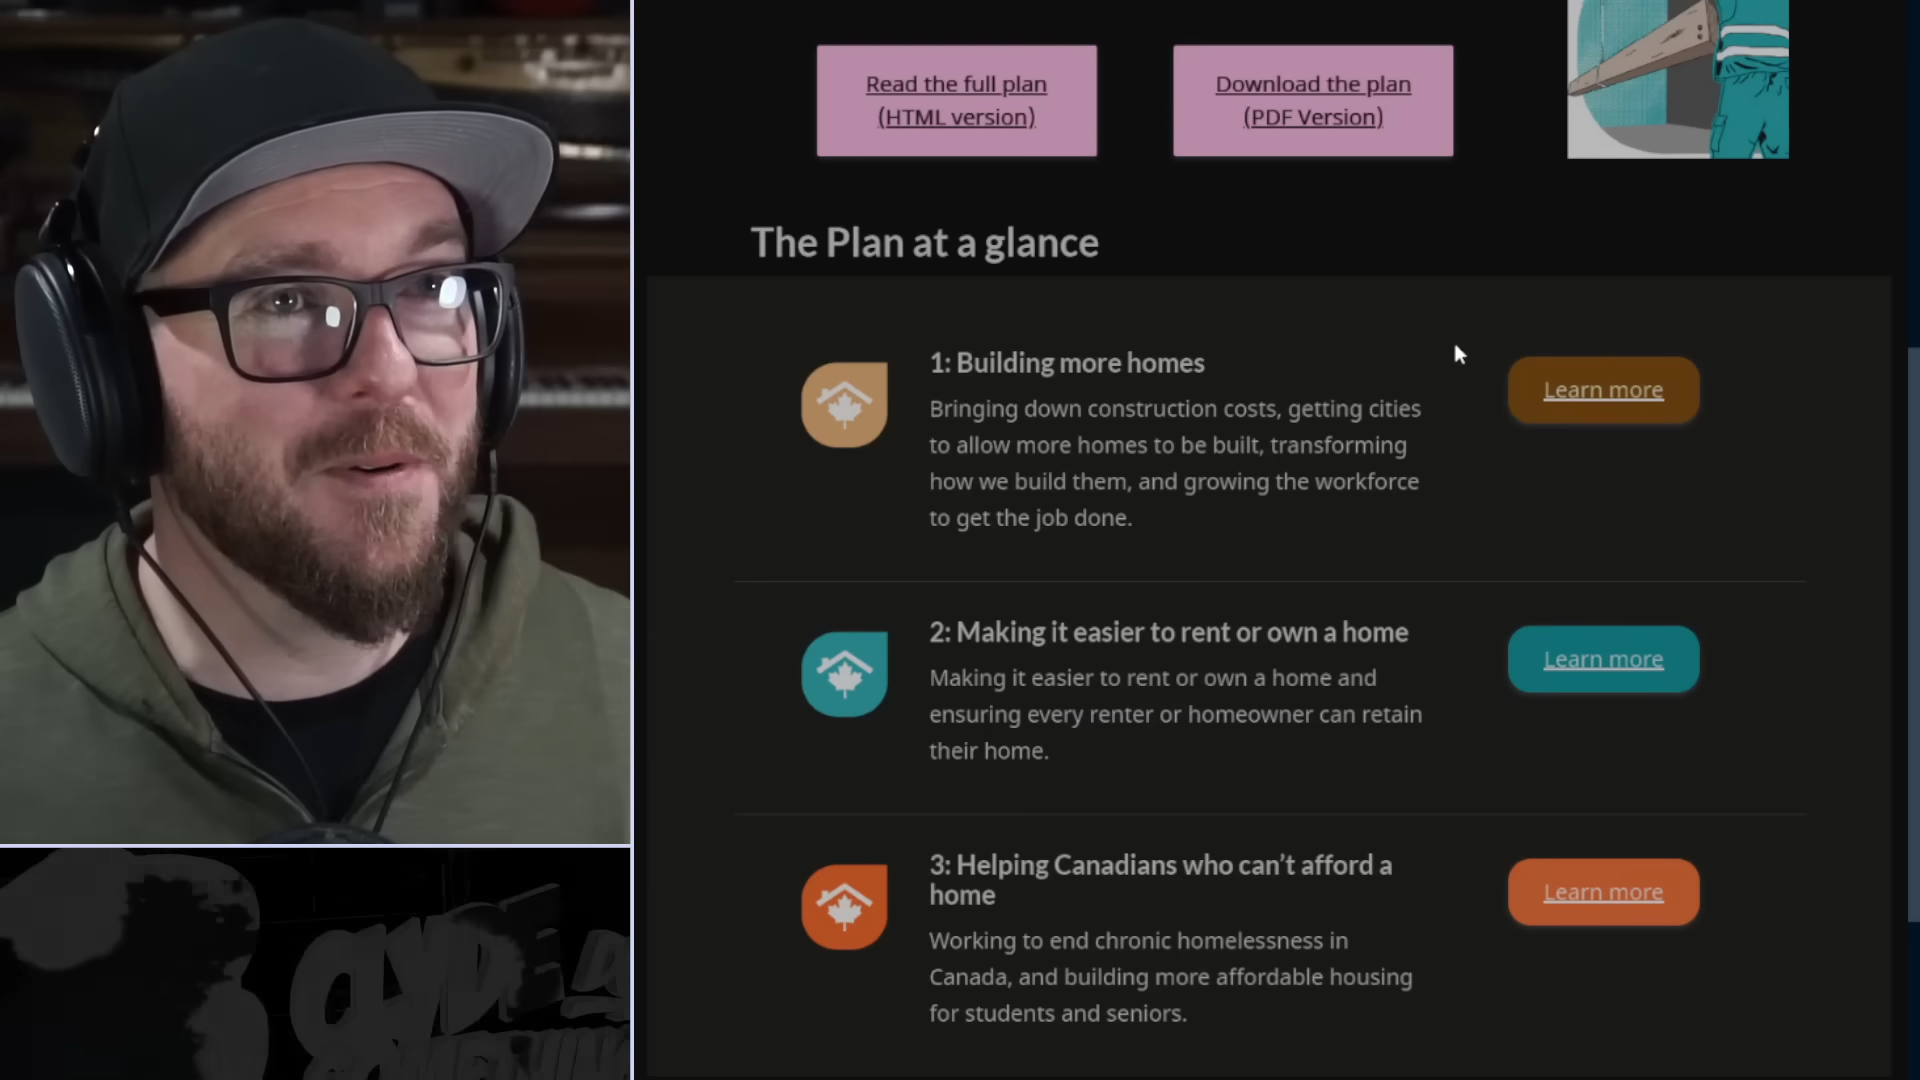 Read the full plan
(HTML version)
Download the plan
(PDF Version)
The Plan at a glance
1: Building more homes
Bringing down construction costs, getting cities
to allow more homes to be built, transforming
how we build them, and growing the workforce
to get the job done.
Learn more
2: Making it easier to rent or own a home
Making it easier to rent or own a home and
ensuring every renter or homeowner can retain
their home.
Learn more
3: Helping Canadians who can’t afford a
home
Working to end chronic homelessness in
Canada, and building more affordable housing
for students and seniors.
Learn more
CLYDE